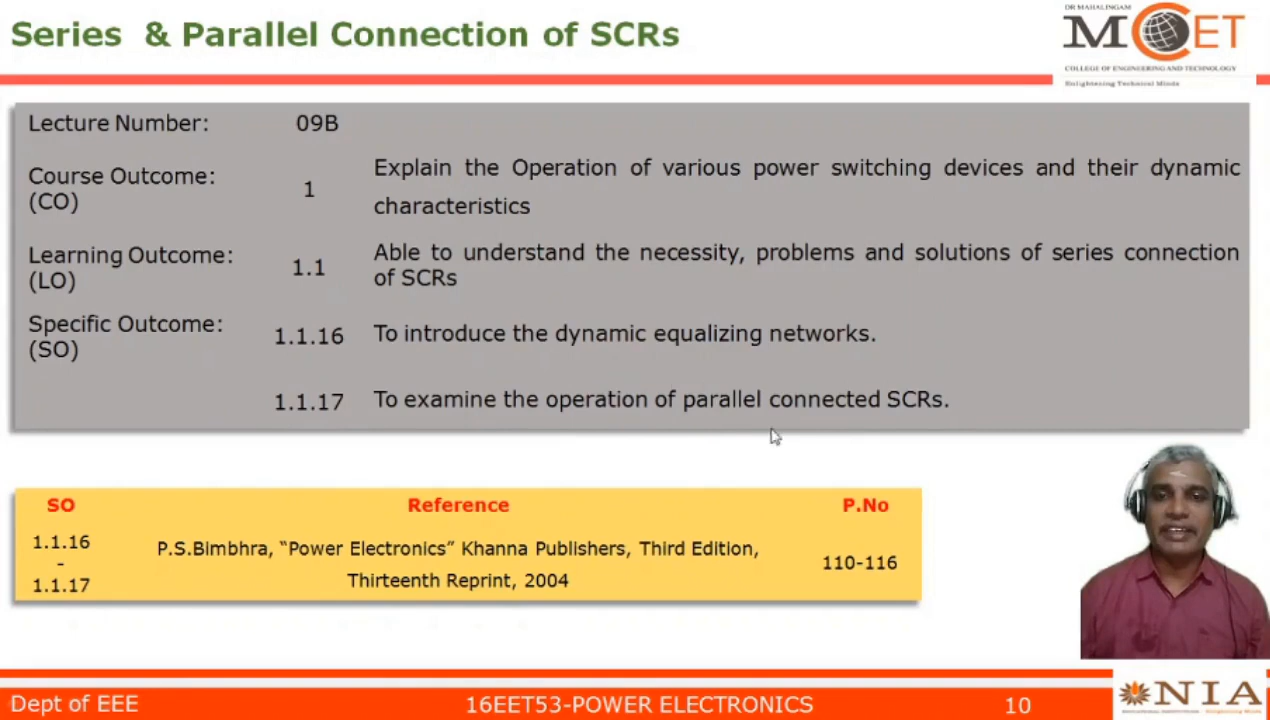 Series & Parallel Connection of SCRs
DR MAHALINGAM
MCET
COLLEGE OF ENGINEERING AND TECHNOLOGY
Enlightening Technical Minds
Lecture Number: 09B
Course Outcome: (CO) 1 Explain the Operation of various power switching devices and their dynamic
characteristics
Learning Outcome: (LO) 1.1 Able to understand the necessity, problems and solutions of series connection
of SCRs
Specific Outcome: (SO) 1.1.16 To introduce the dynamic equalizing networks.
1.1.17 To examine the operation of parallel connected SCRs.
SO Reference P.No
1.1.16 - 1.1.17 P.S.Bimbhra, “Power Electronics” Khanna Publishers, Third Edition,
Thirteenth Reprint, 2004 110-116
Dept of EEE 16EET53-POWER ELECTRONICS 10
NIA